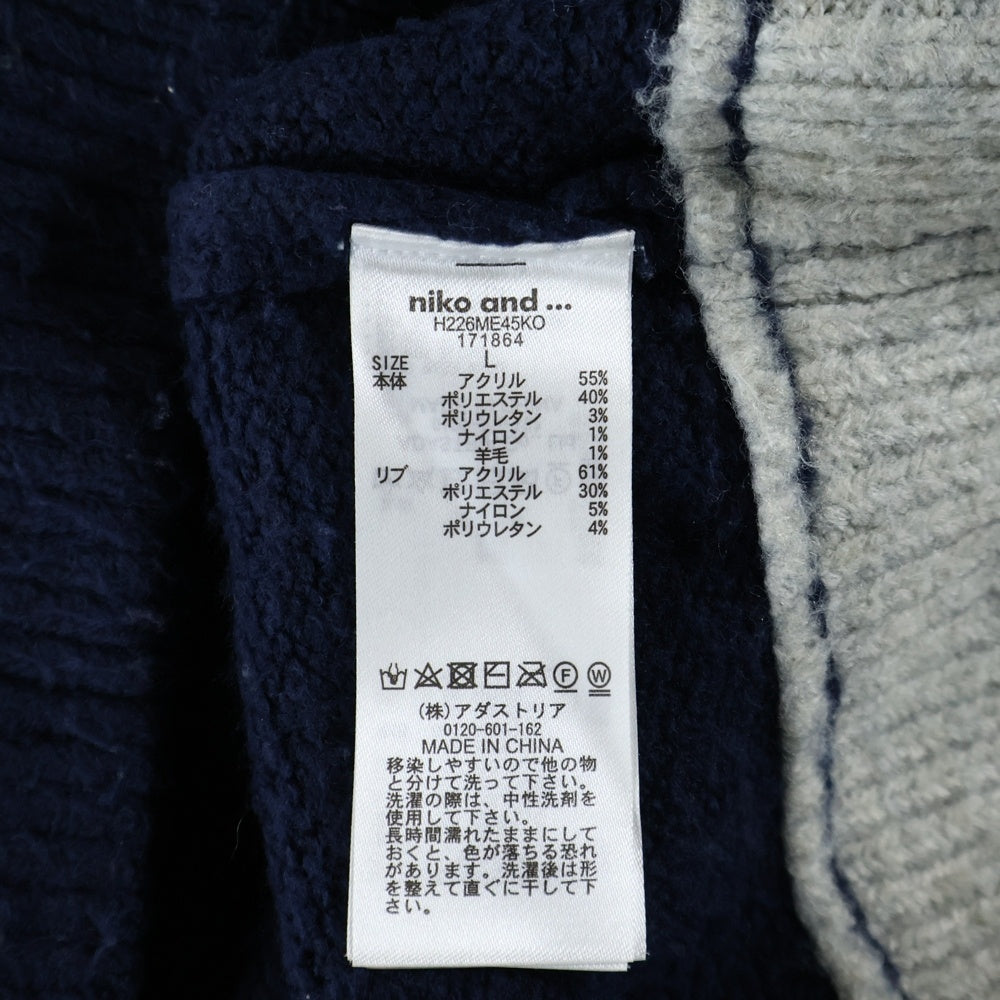 niko and ...
H226ME45KO
171864
SIZE L
本体 アクリル 55%
ポリエステル 40%
ポリウレタン 3%
ナイロン 1%
羊毛 1%
リブ アクリル 61%
ポリエステル 30%
ナイロン 5%
ポリウレタン 4%
F W
(株)アダストリア
0120-601-162
MADE IN CHINA
移染しやすいので他の物
と分けて洗って下さい。
洗濯の際は、中性洗剤を
使用して下さい。
長時間濡れたままにして
おくと、色が落ちる恐れ
があります。洗濯後は形
を整えて直ぐに干して下
さい。